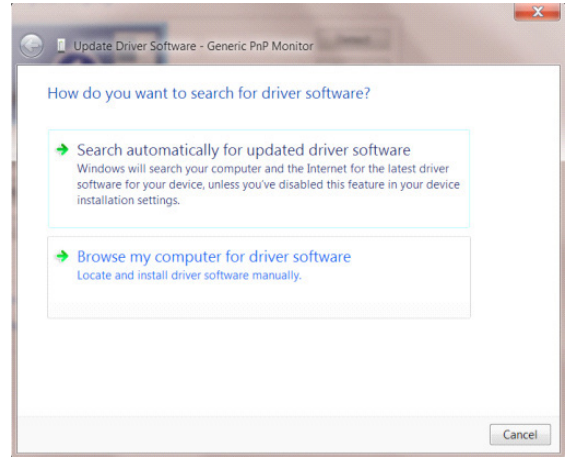 Update Driver Software - Generic PnP Monitor
How do you want to search for driver software?
Search automatically for updated driver software
Windows will search your computer and the Internet for the latest driver
software for your device, unless you've disabled this feature in your device
installation settings.
Browse my computer for driver software
Locate and install driver software manually.
Cancel